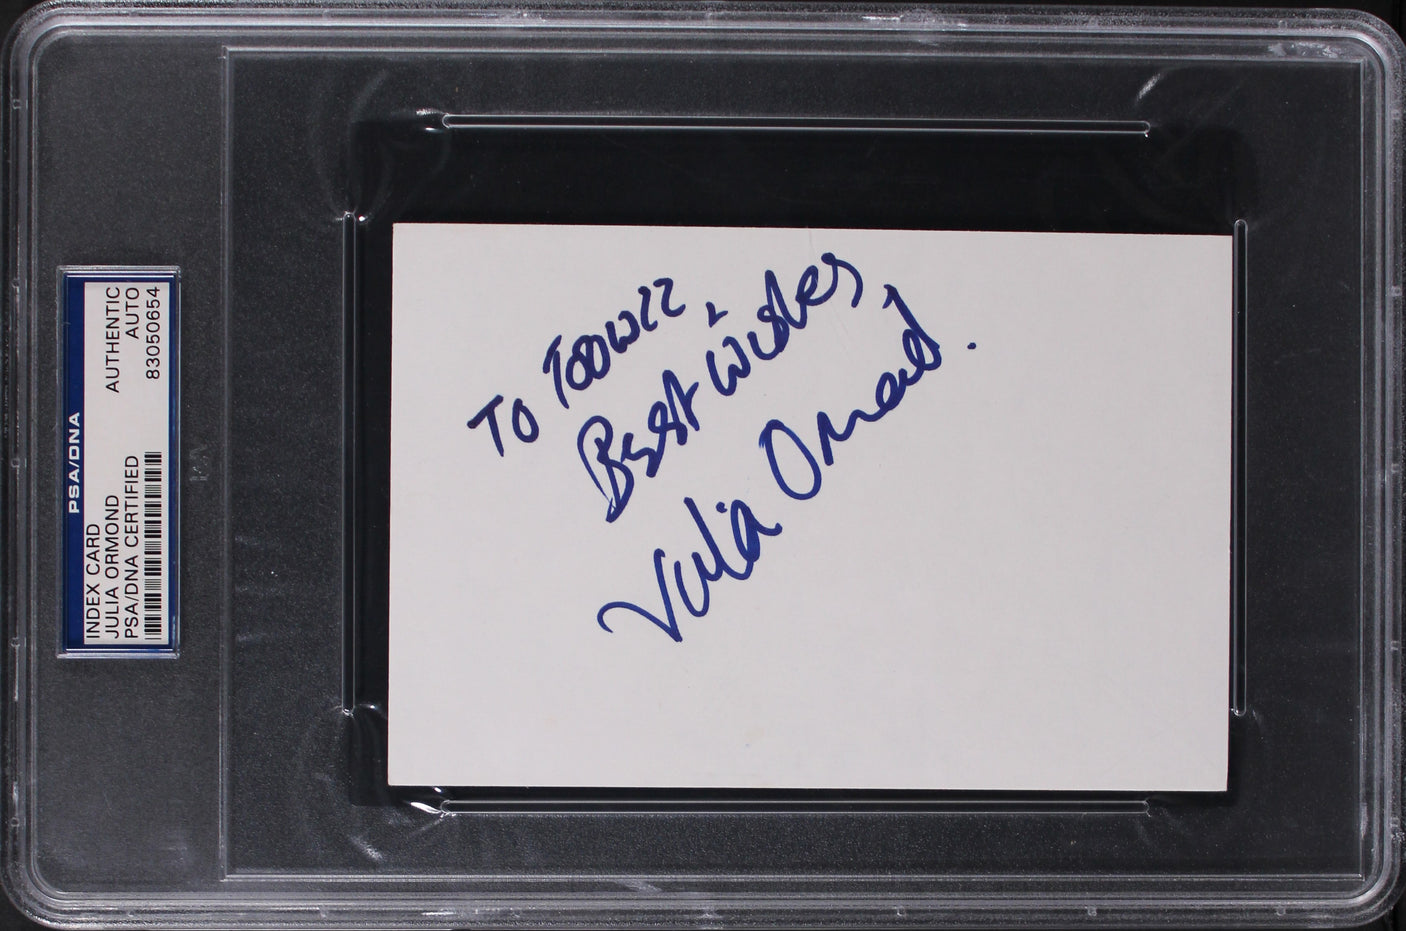 PSA/DNA
INDEX CARD
JULIA ORMOND
PSA/DNA CERTIFIED
AUTHENTIC
AUTO
83050654
To
Best Wishes
Julia Ormond.